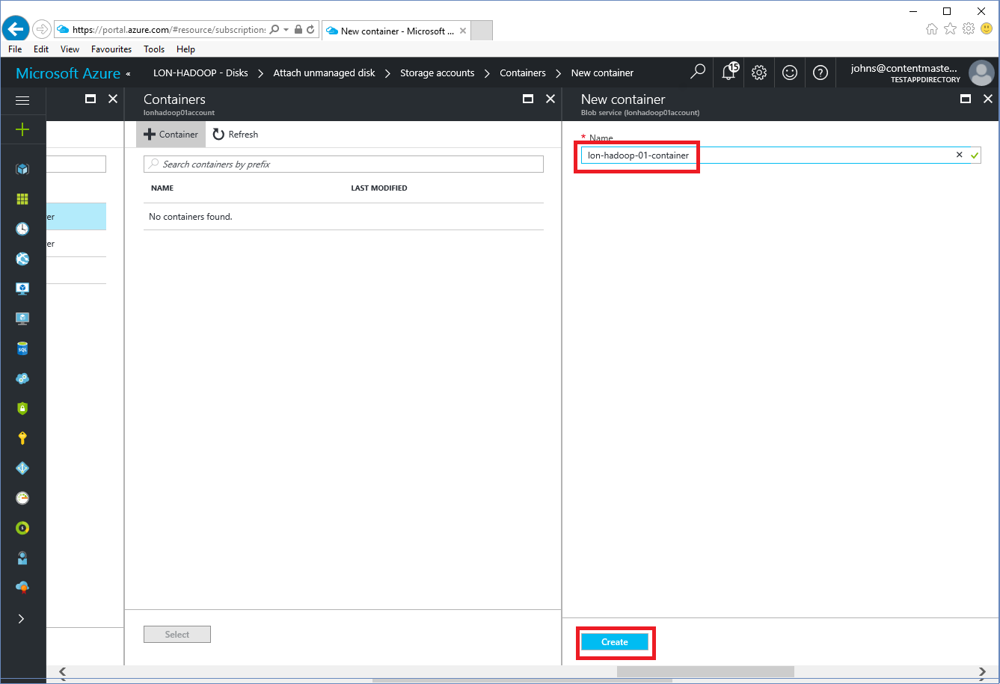 https://portal.azure.com/#resource/subscriptions
New container - Microsoft ...
File Edit View Favourites Tools Help
Microsoft Azure « LON-HADOOP - Disks > Attach unmanaged disk > Storage accounts > Containers > New container
15
johns@contentmaste...
TESTAPPDIRECTORY
Containers
lonhadoop01account
Container Refresh
Search containers by prefix
NAME LAST MODIFIED
No containers found.
er
er
SQL
Select
New container
Blob service (lonhadoop01account)
* Name
lon-hadoop-01-container
Create